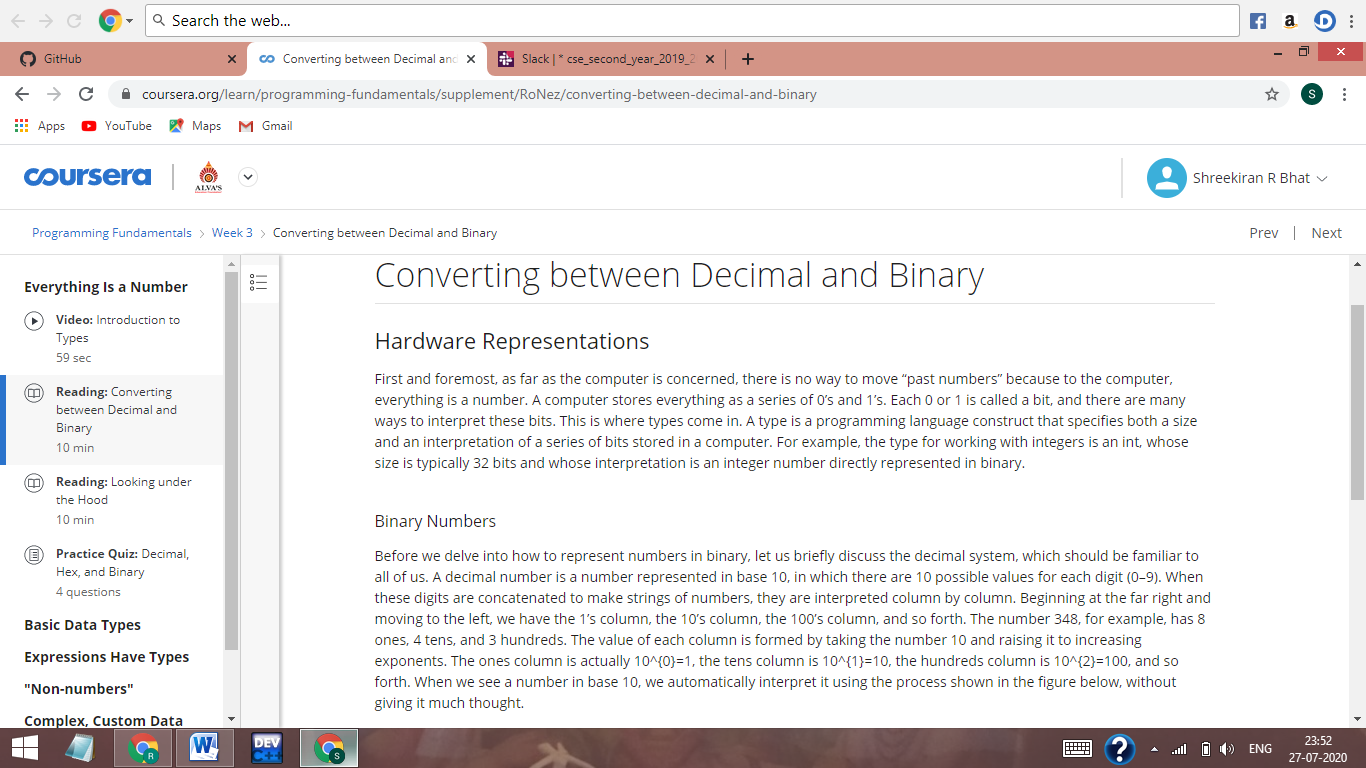 Search the web...
GitHub
Converting between Decimal and
Slack | * cse_second_year_2019_2
coursera.org/learn/programming-fundamentals/supplement/RoNez/converting-between-decimal-and-binary
S
Apps YouTube Maps Gmail
coursera
ALVA'S
Shreekiran R Bhat
Programming Fundamentals > Week 3 > Converting between Decimal and Binary
Prev | Next
Everything Is a Number
Video: Introduction to
Types
59 sec
Reading: Converting
between Decimal and
Binary
10 min
Reading: Looking under
the Hood
10 min
Practice Quiz: Decimal,
Hex, and Binary
4 questions
Basic Data Types
Expressions Have Types
"Non-numbers"
Complex, Custom Data
Converting between Decimal and Binary
Hardware Representations
First and foremost, as far as the computer is concerned, there is no way to move “past numbers” because to the computer,
everything is a number. A computer stores everything as a series of 0’s and 1’s. Each 0 or 1 is called a bit, and there are many
ways to interpret these bits. This is where types come in. A type is a programming language construct that specifies both a size
and an interpretation of a series of bits stored in a computer. For example, the type for working with integers is an int, whose
size is typically 32 bits and whose interpretation is an integer number directly represented in binary.
Binary Numbers
Before we delve into how to represent numbers in binary, let us briefly discuss the decimal system, which should be familiar to
all of us. A decimal number is a number represented in base 10, in which there are 10 possible values for each digit (0–9). When
these digits are concatenated to make strings of numbers, they are interpreted column by column. Beginning at the far right and
moving to the left, we have the 1’s column, the 10’s column, the 100’s column, and so forth. The number 348, for example, has 8
ones, 4 tens, and 3 hundreds. The value of each column is formed by taking the number 10 and raising it to increasing
exponents. The ones column is actually 10^{0}=1, the tens column is 10^{1}=10, the hundreds column is 10^{2}=100, and so
forth. When we see a number in base 10, we automatically interpret it using the process shown in the figure below, without
giving it much thought.
R
W
DEV
C++
S
?
ENG
23:52
27-07-2020